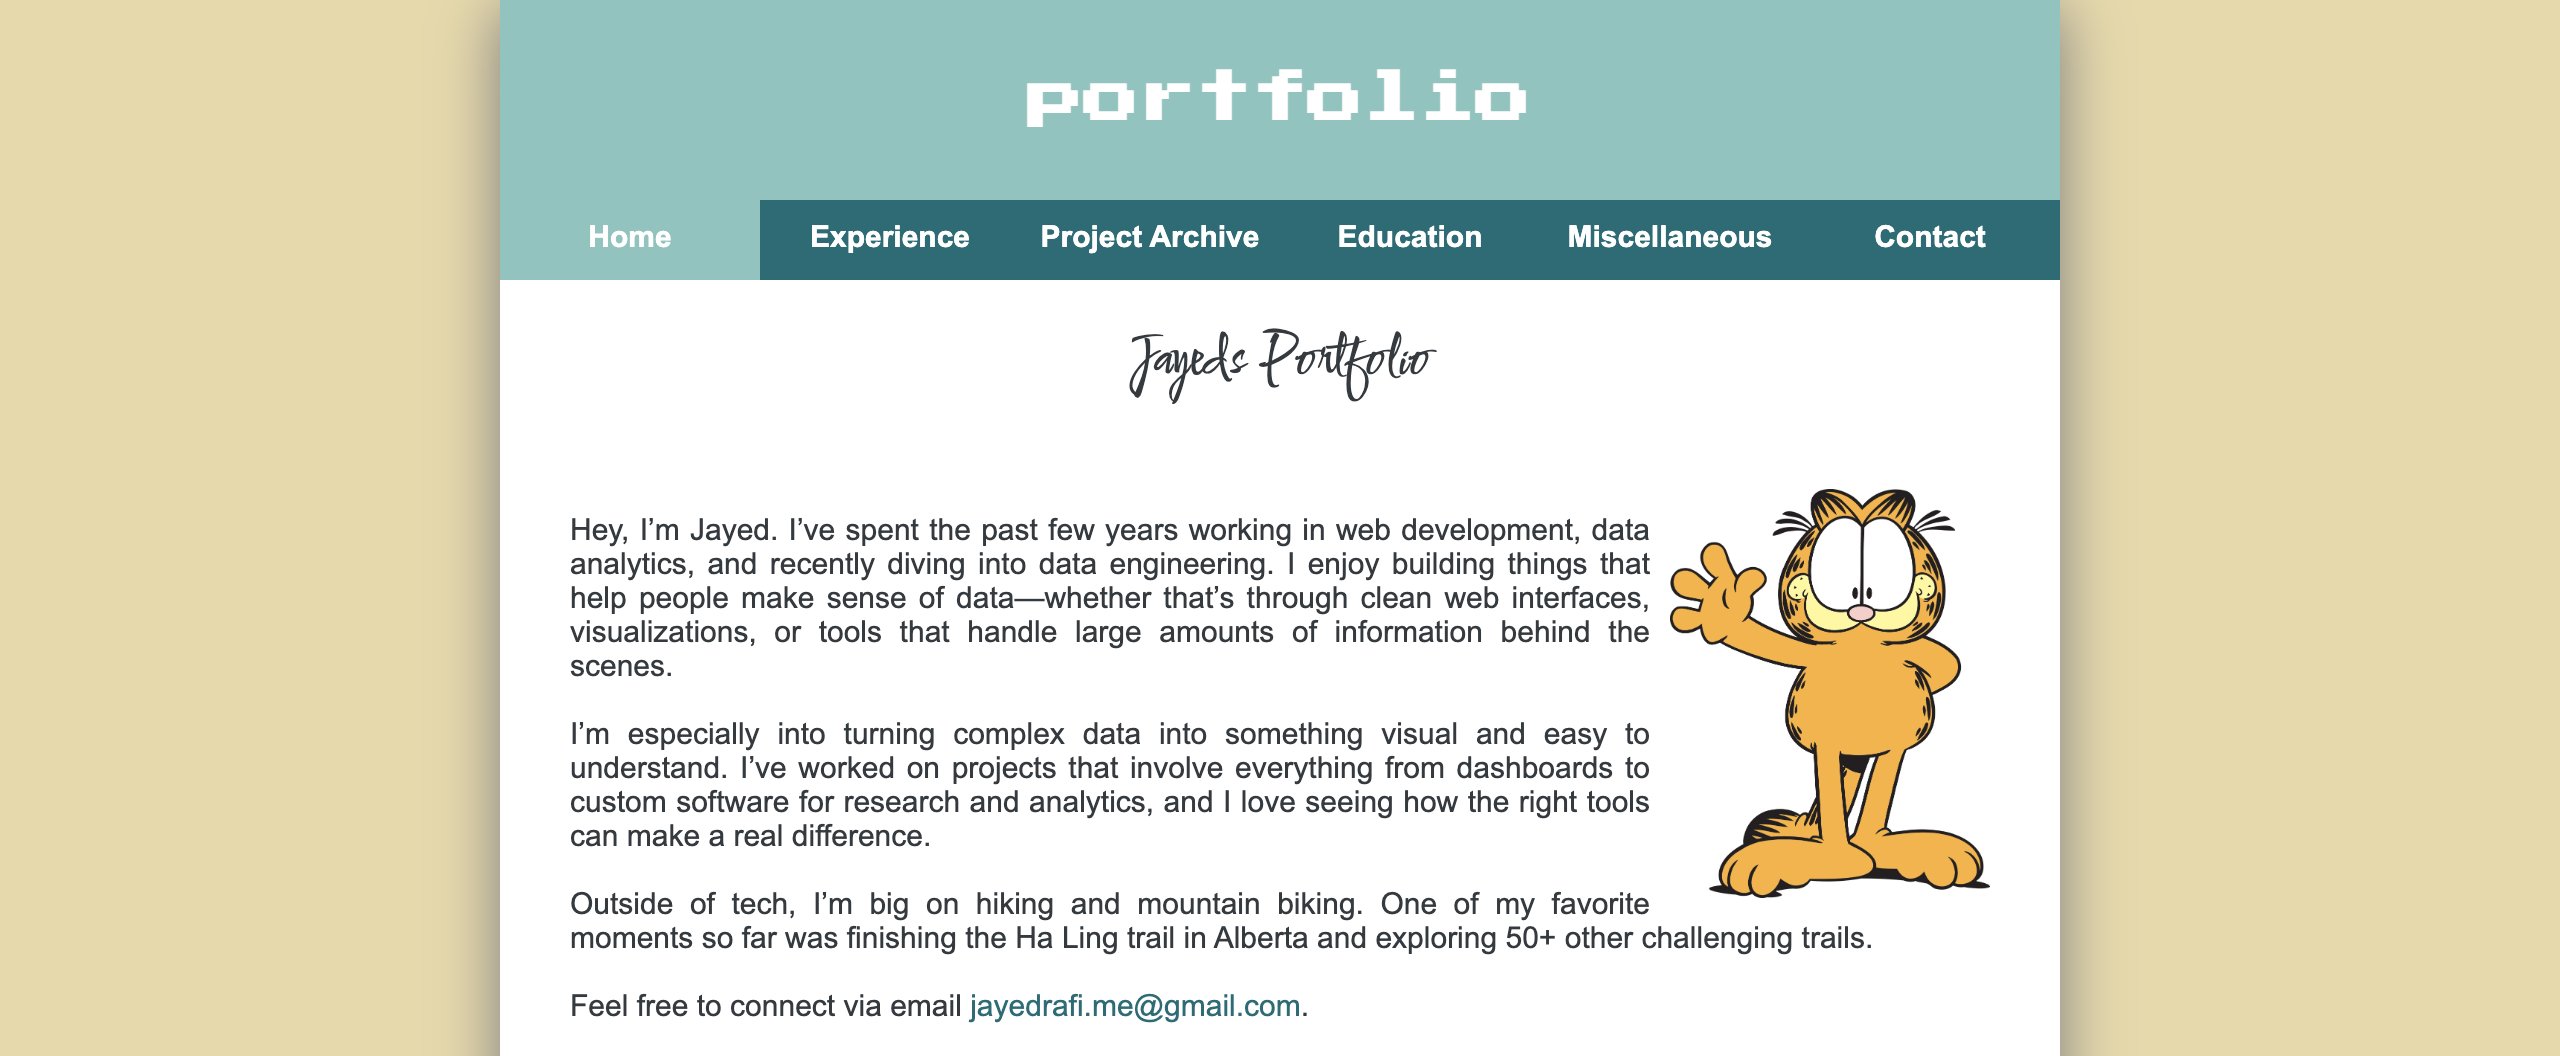 portfolio
Home Experience Project Archive Education Miscellaneous Contact
Jayeds Portfolio
Hey, I’m Jayed. I’ve spent the past few years working in web development, data
analytics, and recently diving into data engineering. I enjoy building things that
help people make sense of data—whether that’s through clean web interfaces,
visualizations, or tools that handle large amounts of information behind the
scenes.
I’m especially into turning complex data into something visual and easy to
understand. I’ve worked on projects that involve everything from dashboards to
custom software for research and analytics, and I love seeing how the right tools
can make a real difference.
Outside of tech, I’m big on hiking and mountain biking. One of my favorite
moments so far was finishing the Ha Ling trail in Alberta and exploring 50+ other challenging trails.
Feel free to connect via email jayedrafi.me@gmail.com.